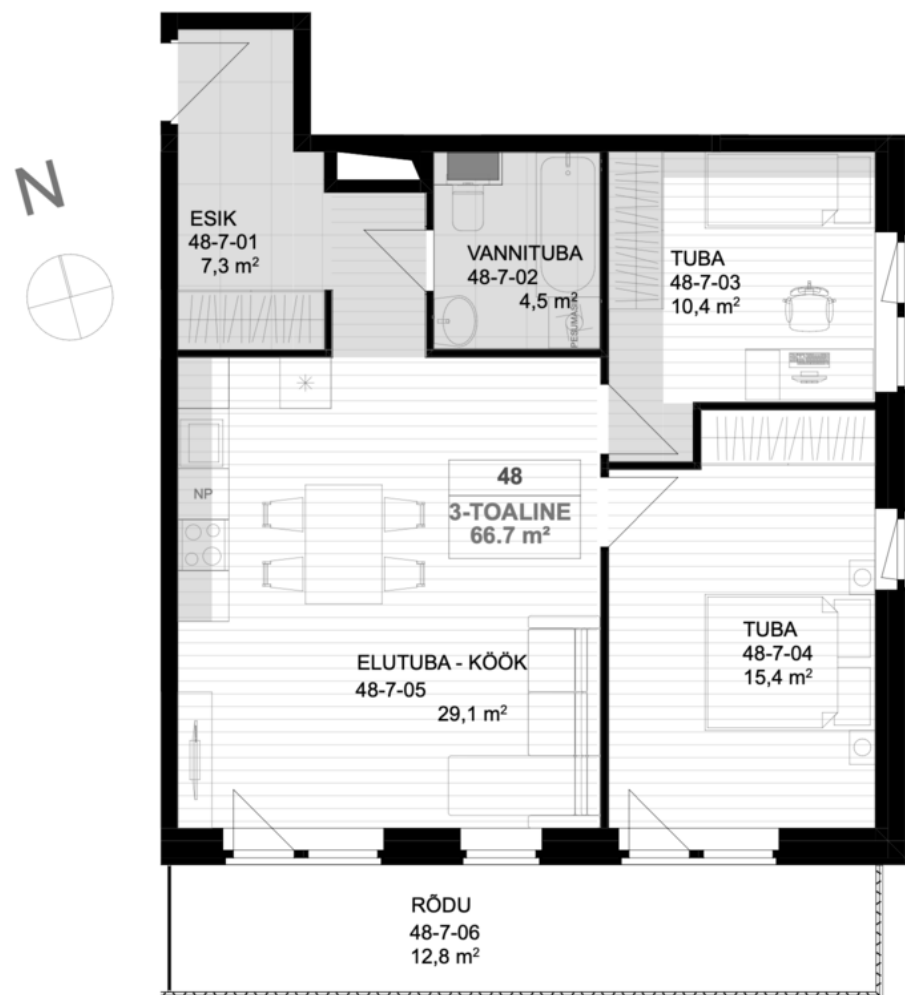 N
ESIK
48-7-01
7,3 m²
VANNITUBA
48-7-02
4,5 m²
PESUMASIN
TUBA
48-7-03
10,4 m²
NP
48
3-TOALINE
66.7 m²
ELUTUBA - KÖÖK
48-7-05
29,1 m²
TUBA
48-7-04
15,4 m²
RÕDU
48-7-06
12,8 m²